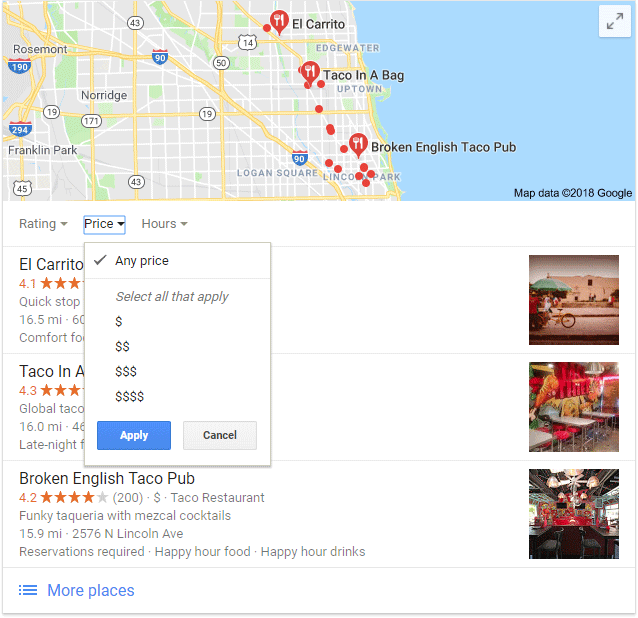 El Carrito
43
14
EDGEWATER
Rosemont
90
50
190
Taco In A Bag
UPTOWN
Norridge
19
19
171
294
Broken English Taco Pub
Franklin Park
90
LOGAN SQUARE
LINCOLN PARK
43
45
Map data ©2018 Google
Rating Price Hours
Any price
Select all that apply
$
$$
$$$
$$$$
Apply Cancel
El Carrito
4.1
Quick stop
16.5 mi · 60
Comfort fo
Taco In A
4.3
Global taco
16.0 mi · 46
Late-night f
Broken English Taco Pub
4.2 (200) · $ · Taco Restaurant
Funky taqueria with mezcal cocktails
15.9 mi · 2576 N Lincoln Ave
Reservations required · Happy hour food · Happy hour drinks
More places